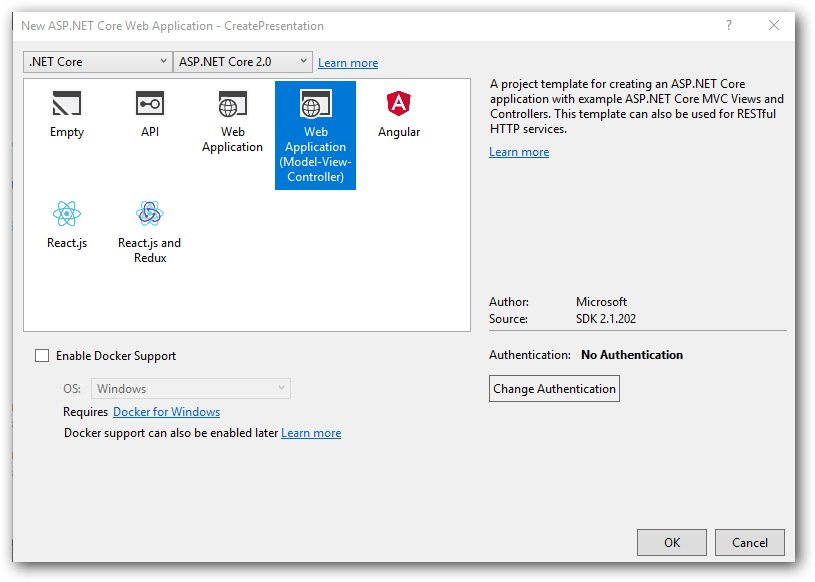 New ASP.NET Core Web Application - CreatePresentation
?
.NET Core
ASP.NET Core 2.0
Learn more
Empty
API
Web
Application
Web
Application
(Model-View-
Controller)
Angular
React.js
React.js and
Redux
A project template for creating an ASP.NET Core
application with example ASP.NET Core MVC Views and
Controllers. This template can also be used for RESTful
HTTP services.
Learn more
Author: Microsoft
Source: SDK 2.1.202
Authentication: No Authentication
Change Authentication
Enable Docker Support
OS: Windows
Requires Docker for Windows
Docker support can also be enabled later Learn more
OK
Cancel